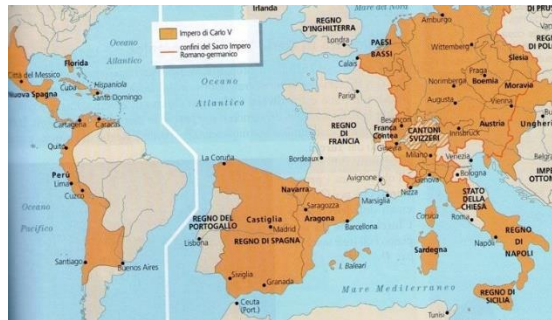 Impero di Carlo V
confini del Sacro Impero
Romano-germanico
Oceano
Atlantico
Florida
Città del Messico
Nuova Spagna
Cuba
Hispaniola
Santo Domingo
Cartagena
Caracas
Quito
Perù
Lima
Cuzco
Oceano
Pacifico
Santiago
Buenos Aires
Oceano
Atlantico
Irlanda
Mare del Nord
REGNO
D'INGHILTERRA
Londra
Calais
PAESI
BASSI
Amburgo
Wittemberg
Slesia
Praga
Boemia
Moravia
Norimberga
Augusta
Vienna
Austria
Ungheri
Innsbruck
Parigi
Besançon
Franca
Contea
Ginevra
CANTONI
SVIZZERI
REGNO
DI
FRANCIA
Milano
Venezia
Genova
Bologna
Bordeaux
Avignone
Marsiglia
Nizza
STATO
DELLA
CHIESA
IMP
OTTOM
La Coruña
Navarra
Saragozza
Aragona
Barcellona
Castiglia
Madrid
REGNO DI SPAGNA
REGNO DEL
PORTOGALLO
Lisbona
Siviglia
Granada
Ceuta
(Port.)
Corsica
Roma
Napoli
REGNO
DI
NAPOLI
Sardegna
I. Baleari
Mare Mediterraneo
REGNO DI
SICILIA
Tunisi